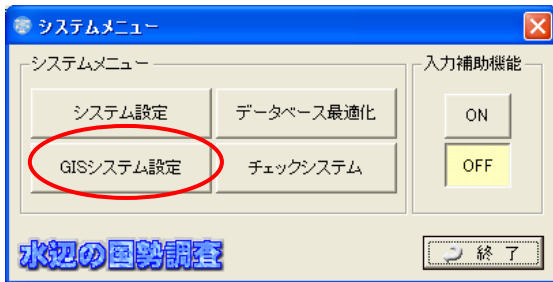 システムメニュー
システムメニュー
入力補助機能
システム設定
データベース最適化
ON
GISシステム設定
チェックシステム
OFF
水辺の国勢調査
終 了